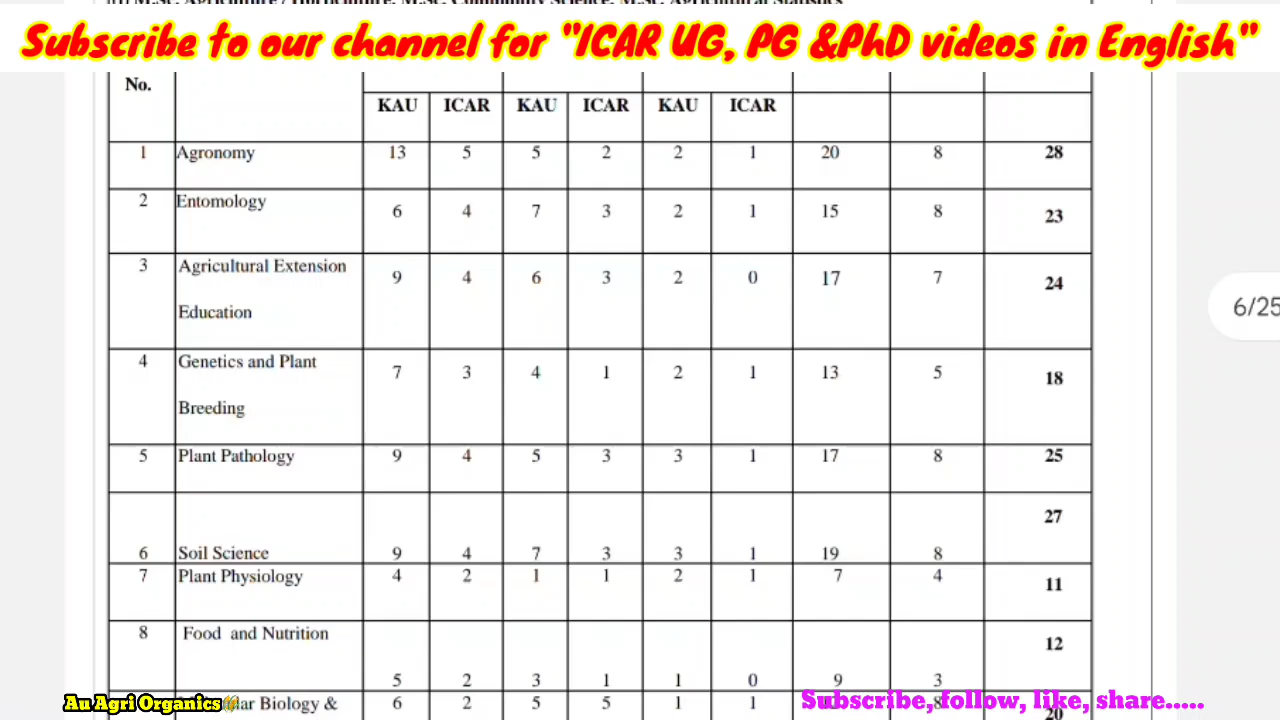 Subscribe to our channel for "ICAR UG, PG &PhD videos in English"
No.
KAU ICAR KAU ICAR KAU ICAR
1 Agronomy 13 5 5 2 2 1 20 8 28
2 Entomology 6 4 7 3 2 1 15 8 23
3 Agricultural Extension Education 9 4 6 3 2 0 17 7 24
4 Genetics and Plant Breeding 7 3 4 1 2 1 13 5 18
5 Plant Pathology 9 4 5 3 3 1 17 8 25
6 Soil Science 9 4 7 3 3 1 19 8 27
7 Plant Physiology 4 2 1 1 2 1 7 4 11
8 Food and Nutrition 5 2 3 1 1 0 9 3 12
Biology & 6 2 5 5 1 1 8 20
6/25
Au Agri Organics
Subscribe, follow, like, share.....